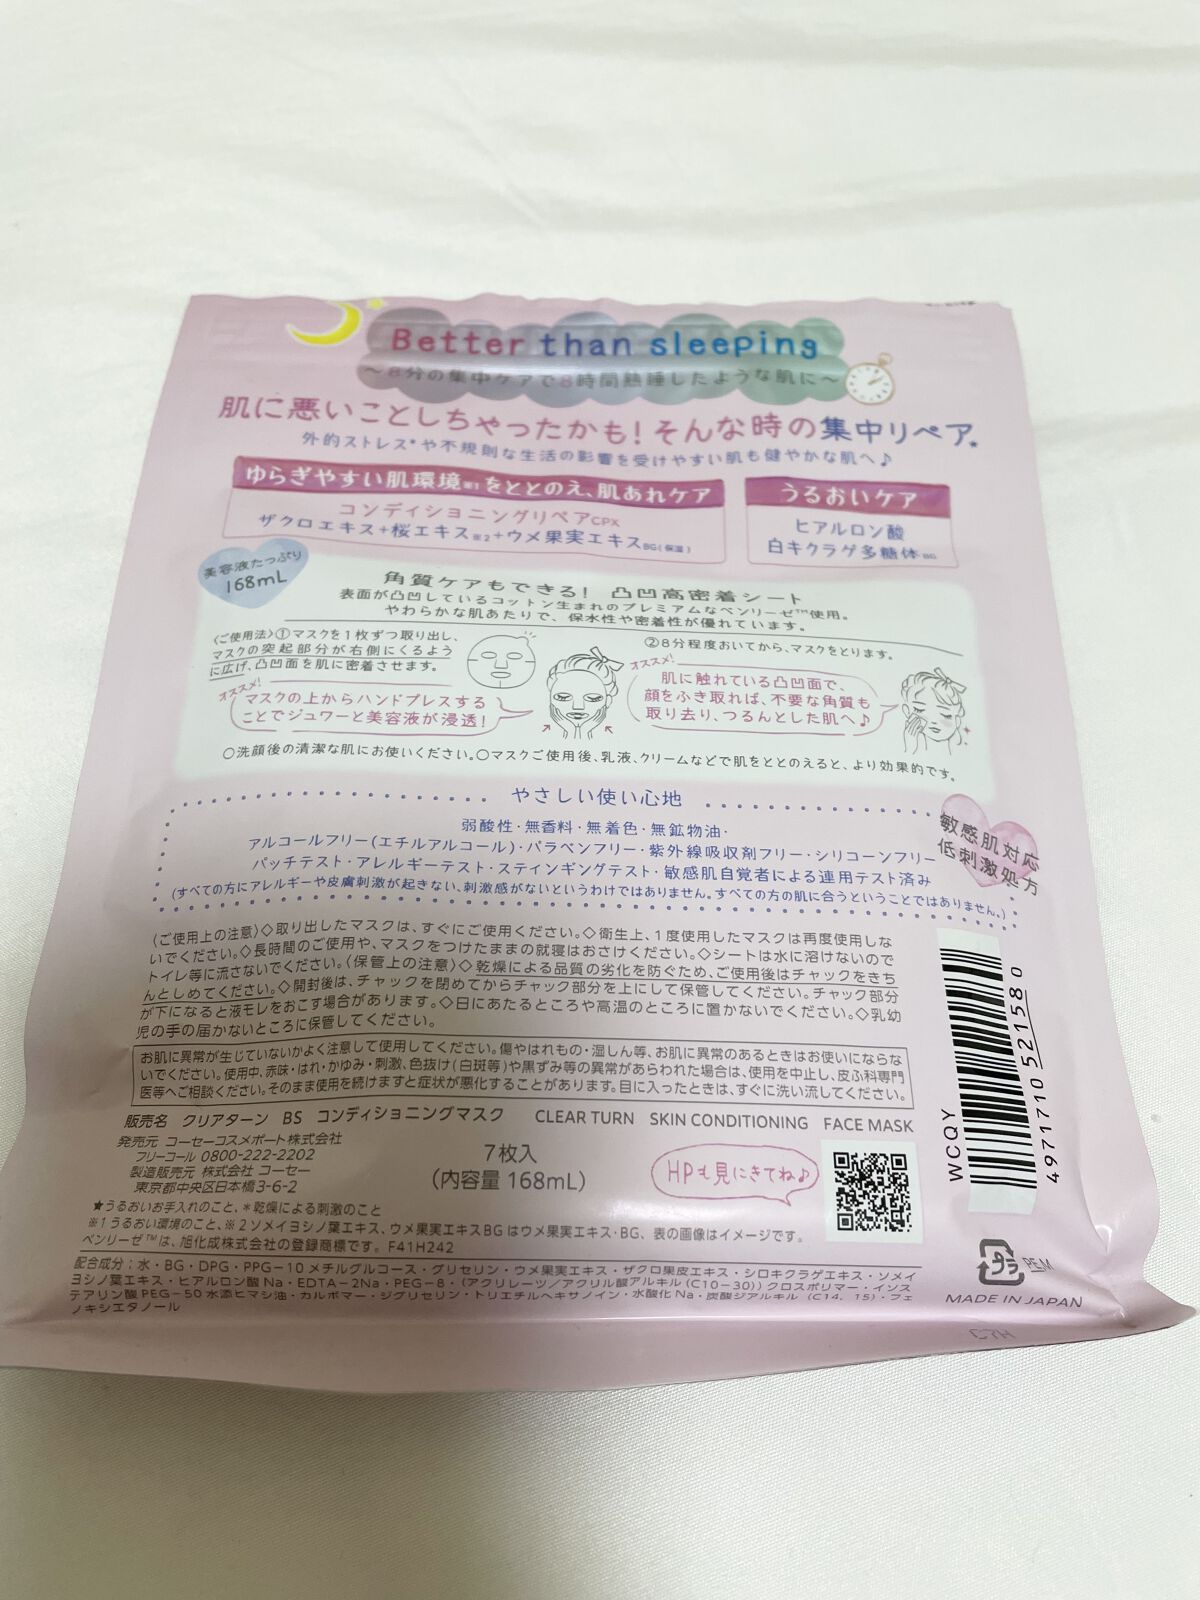 Better than sleeping
～8分の集中ケアで8時間熟睡したような肌に～
肌に悪いことしちゃったかも！そんな時の集中リペア★
外的ストレス*や不規則な生活の影響を受けやすい肌も健やかな肌へ♪
ゆらぎやすい肌環境※1をととのえ、肌あれケア
コンディショニングリペアCPX
ザクロエキス+桜エキス※2+ウメ果実エキスBG(保湿)
うるおいケア
ヒアルロン酸
白キクラゲ多糖体BG
美容液たっぷり
168mL
角質ケアもできる！ 凸凹高密着シート
表面が凸凹しているコットン生まれのプレミアムなベンリーゼ™使用。
やわらかな肌あたりで、保水性や密着性が優れています。
〈ご使用法〉①マスクを1枚ずつ取り出し、
マスクの突起部分が右側にくるよう
に広げ、凸凹面を肌に密着させます。
オススメ！
マスクの上からハンドプレスする
ことでジュワーと美容液が浸透！
②8分程度おいてから、マスクをとります。
オススメ！
肌に触れている凸凹面で、
顔をふき取れば、不要な角質も
取り去り、つるんとした肌へ♪
○洗顔後の清潔な肌にお使いください。○マスクご使用後、乳液、クリームなどで肌をととのえると、より効果的です。
やさしい使い心地
弱酸性・無香料・無着色・無鉱物油・
アルコールフリー(エチルアルコール)・パラベンフリー・紫外線吸収剤フリー・シリコーンフリー
パッチテスト・アレルギーテスト・スティンギングテスト・敏感肌自覚者による連用テスト済み
(すべての方にアレルギーや皮膚刺激が起きない、刺激感がないというわけではありません。すべての方の肌に合うということではありません。)
敏感肌対応
低刺激処方
〈ご使用上の注意〉◇取り出したマスクは、すぐにご使用ください。◇衛生上、1度使用したマスクは再度使用しな
いでください。◇長時間のご使用や、マスクをつけたままの就寝はおさけください。◇シートは水に溶けないので
トイレ等に流さないでください。〈保管上の注意〉◇乾燥による品質の劣化を防ぐため、ご使用後はチャックをきち
んとしめてください。◇開封後は、チャックを閉めてからチャック部分を上にして保管してください。チャック部分
が下になると液モレをおこす場合があります。◇日にあたるところや高温のところに置かないでください。◇乳幼
児の手の届かないところに保管してください。
お肌に異常が生じていないかよく注意して使用してください。傷やはれもの・湿しん等、お肌に異常のあるときはお使いにならな
いでください。使用中、赤味・はれ・かゆみ・刺激、色抜け(白斑等)や黒ずみ等の異常があらわれた場合は、使用を中止し、皮ふ科専門
医等へご相談ください。そのまま使用を続けますと症状が悪化することがあります。目に入ったときは、すぐに洗い流してください。
販売名 クリアターン BS コンディショニングマスク CLEAR TURN SKIN CONDITIONING FACE MASK
発売元 コーセーコスメポート株式会社
フリーコール 0800-222-2202
製造販売元 株式会社 コーセー
東京都中央区日本橋3-6-2
7枚入
(内容量 168mL)
HPも見にきてね♪
WCQY
4971710521580
★うるおいお手入れのこと、*乾燥による刺激のこと
※1 うるおい環境のこと、※2 ソメイヨシノ葉エキス、ウメ果実エキスBG はウメ果実エキス・BG、表の画像はイメージです。
ベンリーゼ™は、旭化成株式会社の登録商標です。 F41H242
配合成分：水・BG・DPG・PPG-10メチルグルコース・グリセリン・ウメ果実エキス・ザクロ果皮エキス・シロキクラゲエキス・ソメイ
ヨシノ葉エキス・ヒアルロン酸Na・EDTA-2Na・PEG-8・(アクリレーツ/アクリル酸アルキル(C10-30))クロスポリマー・イソス
テアリン酸PEG-50水添ヒマシ油・カルボマー・ジグリセリン・トリエチルヘキサノイン・水酸化Na・炭酸ジアルキル(C14，15)・フェ
ノキシエタノール
プラ
PE,M
MADE IN JAPAN